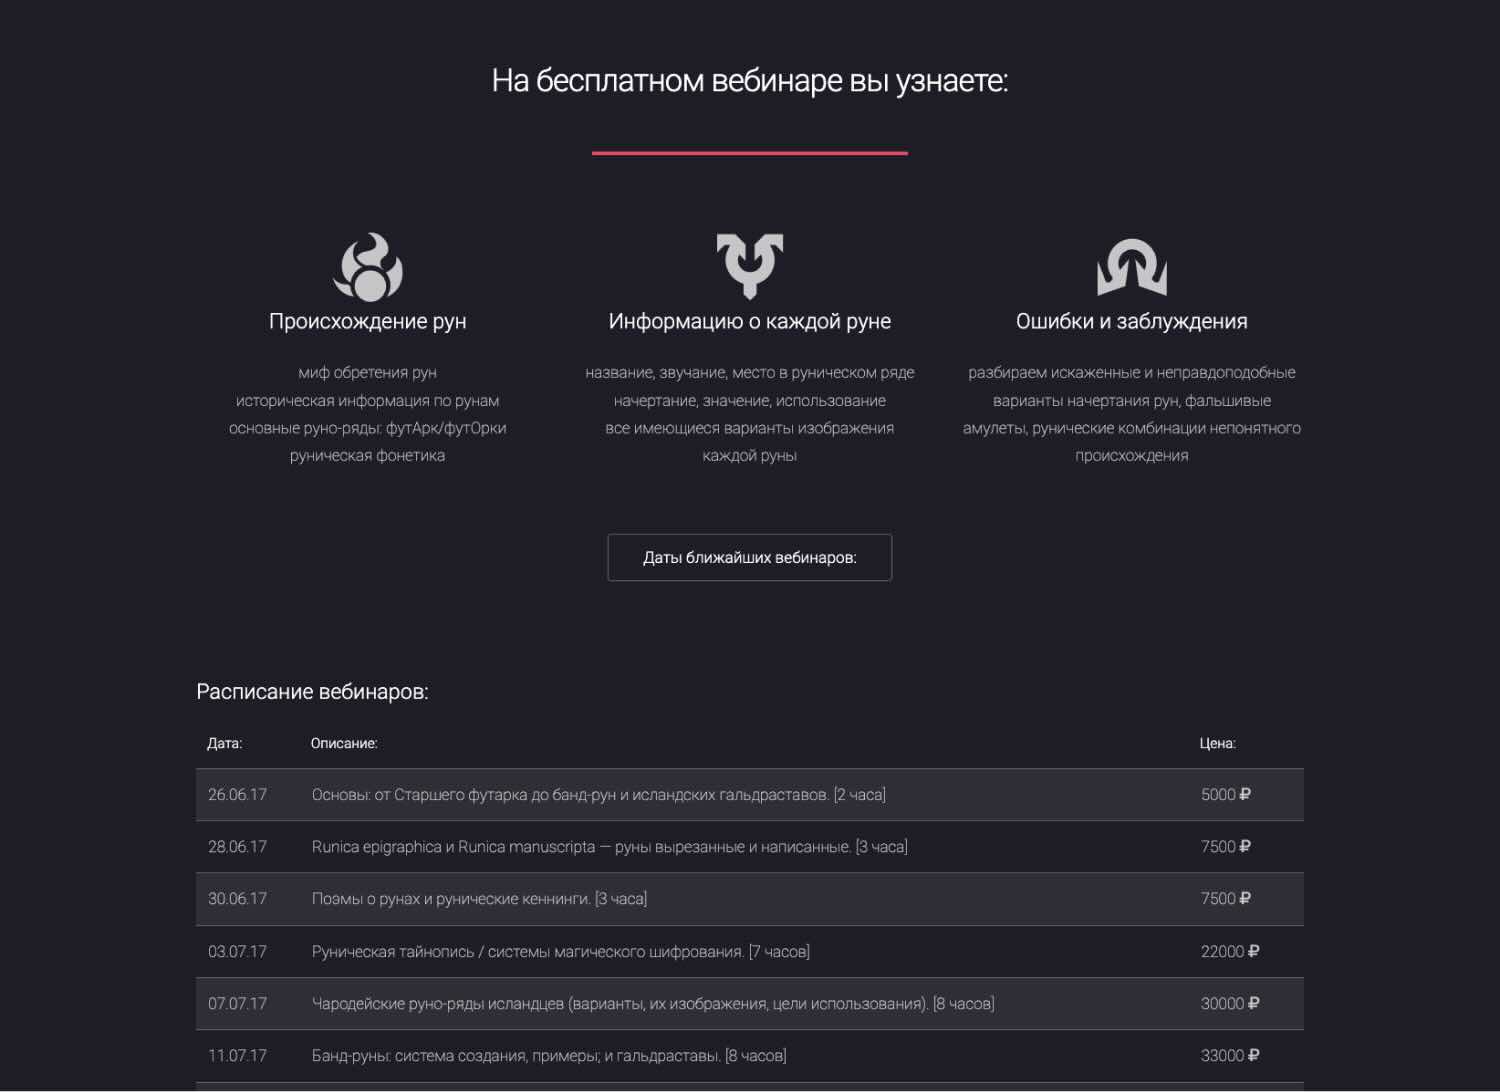 На бесплатном вебинаре вы узнаете:
Происхождение рун
миф обретения рун
историческая информация по рунам
основные руно-ряды: футАрк/футОрки
руническая фонетика
Информацию о каждой руне
название, звучание, место в руническом ряде
начертание, значение, использование
все имеющиеся варианты изображения
каждой руны
Ошибки и заблуждения
разбираем искаженные и неправдоподобные
варианты начертания рун, фальшивые
амулеты, рунические комбинации непонятного
происхождения
Даты ближайших вебинаров:
Расписание вебинаров:
Дата: Описание: Цена:
26.06.17 Основы: от Старшего футарка до банд-рун и исландских гальдраставов. [2 часа] 5000 ₽
28.06.17 Runica epigraphica и Runica manuscripta — руны вырезанные и написанные. [3 часа] 7500 ₽
30.06.17 Поэмы о рунах и рунические кеннинги. [3 часа] 7500 ₽
03.07.17 Руническая тайнопись / системы магического шифрования. [7 часов] 22000 ₽
07.07.17 Чародейские руно-ряды исландцев (варианты, их изображения, цели использования). [8 часов] 30000 ₽
11.07.17 Банд-руны: система создания, примеры; и гальдраставы. [8 часов] 33000 ₽